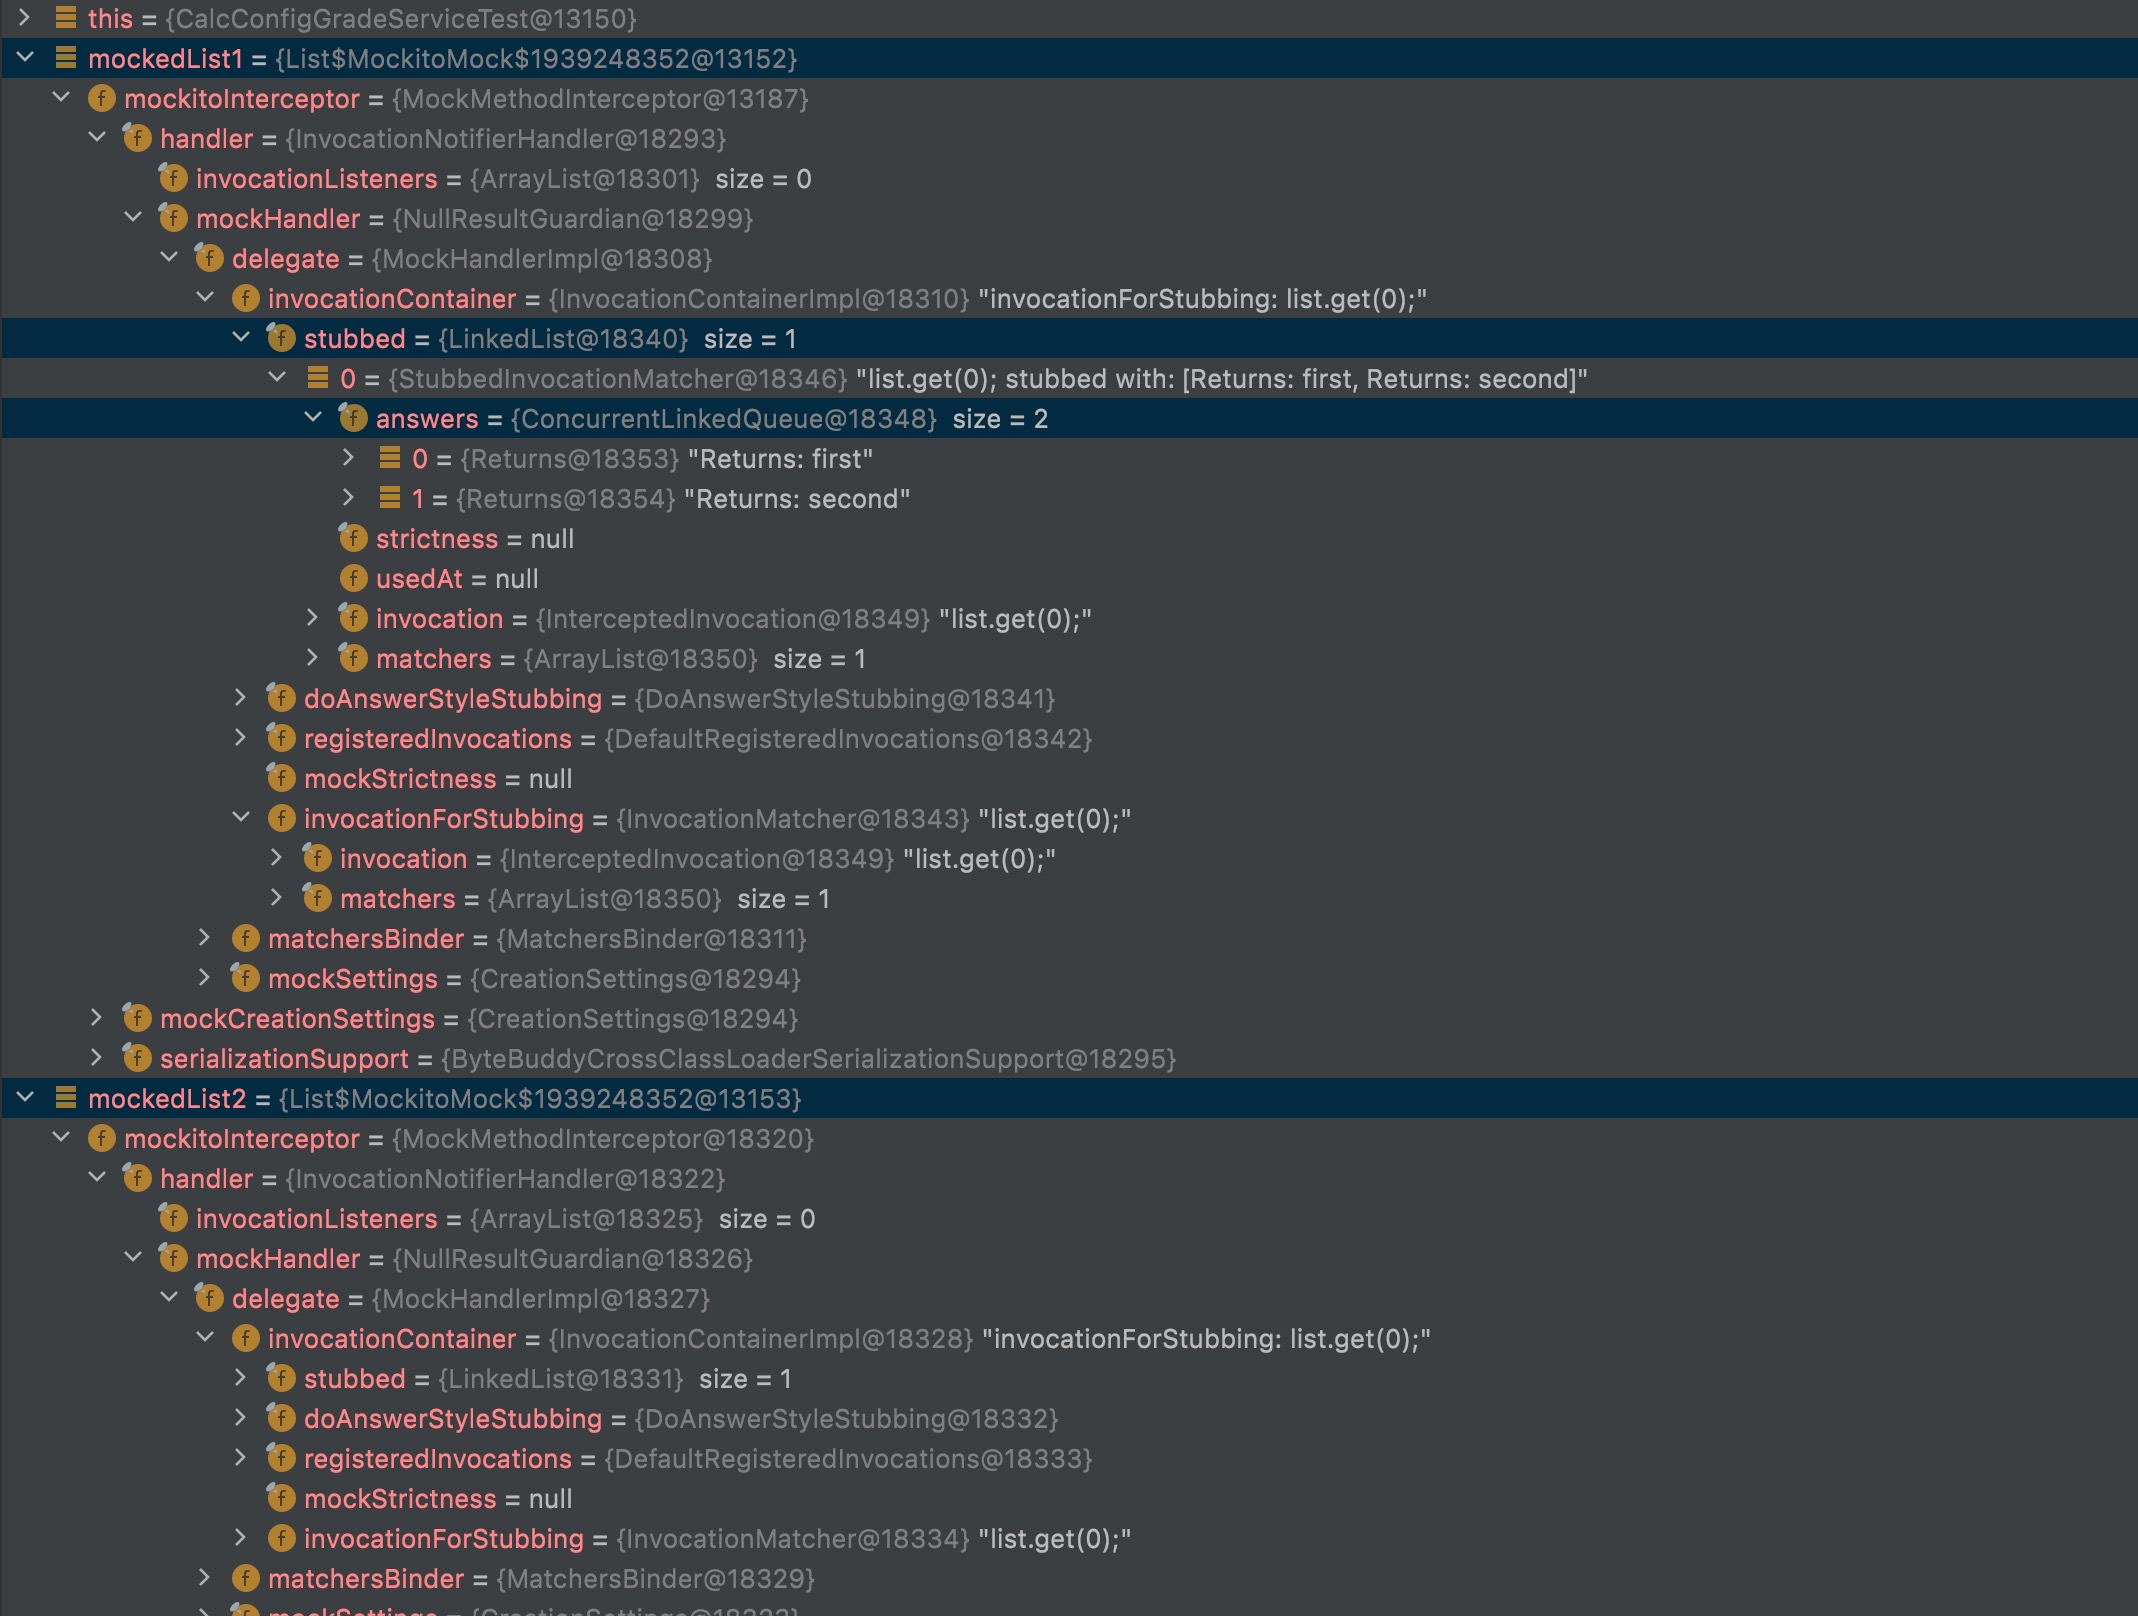 this = {CalcConfigGradeServiceTest@13150}
mockedList1 = {List$MockitoMock$1939248352@13152}
mockitoInterceptor = {MockMethodInterceptor@13187}
handler = {InvocationNotifierHandler@18293}
invocationListeners = {ArrayList@18301} size = 0
mockHandler = {NullResultGuardian@18299}
delegate = {MockHandlerImpl@18308}
invocationContainer = {InvocationContainerImpl@18310} "invocationForStubbing: list.get(0);"
stubbed = {LinkedList@18340} size = 1
0 = {StubbedInvocationMatcher@18346} "list.get(0); stubbed with: [Returns: first, Returns: second]"
answers = {ConcurrentLinkedQueue@18348} size = 2
0 = {Returns@18353} "Returns: first"
1 = {Returns@18354} "Returns: second"
strictness = null
usedAt = null
invocation = {InterceptedInvocation@18349} "list.get(0);"
matchers = {ArrayList@18350} size = 1
doAnswerStyleStubbing = {DoAnswerStyleStubbing@18341}
registeredInvocations = {DefaultRegisteredInvocations@18342}
mockStrictness = null
invocationForStubbing = {InvocationMatcher@18343} "list.get(0);"
invocation = {InterceptedInvocation@18349} "list.get(0);"
matchers = {ArrayList@18350} size = 1
matchersBinder = {MatchersBinder@18311}
mockSettings = {CreationSettings@18294}
mockCreationSettings = {CreationSettings@18294}
serializationSupport = {ByteBuddyCrossClassLoaderSerializationSupport@18295}
mockedList2 = {List$MockitoMock$1939248352@13153}
mockitoInterceptor = {MockMethodInterceptor@18320}
handler = {InvocationNotifierHandler@18322}
invocationListeners = {ArrayList@18325} size = 0
mockHandler = {NullResultGuardian@18326}
delegate = {MockHandlerImpl@18327}
invocationContainer = {InvocationContainerImpl@18328} "invocationForStubbing: list.get(0);"
stubbed = {LinkedList@18331} size = 1
doAnswerStyleStubbing = {DoAnswerStyleStubbing@18332}
registeredInvocations = {DefaultRegisteredInvocations@18333}
mockStrictness = null
invocationForStubbing = {InvocationMatcher@18334} "list.get(0);"
matchersBinder = {MatchersBinder@18329}
mockSettings =